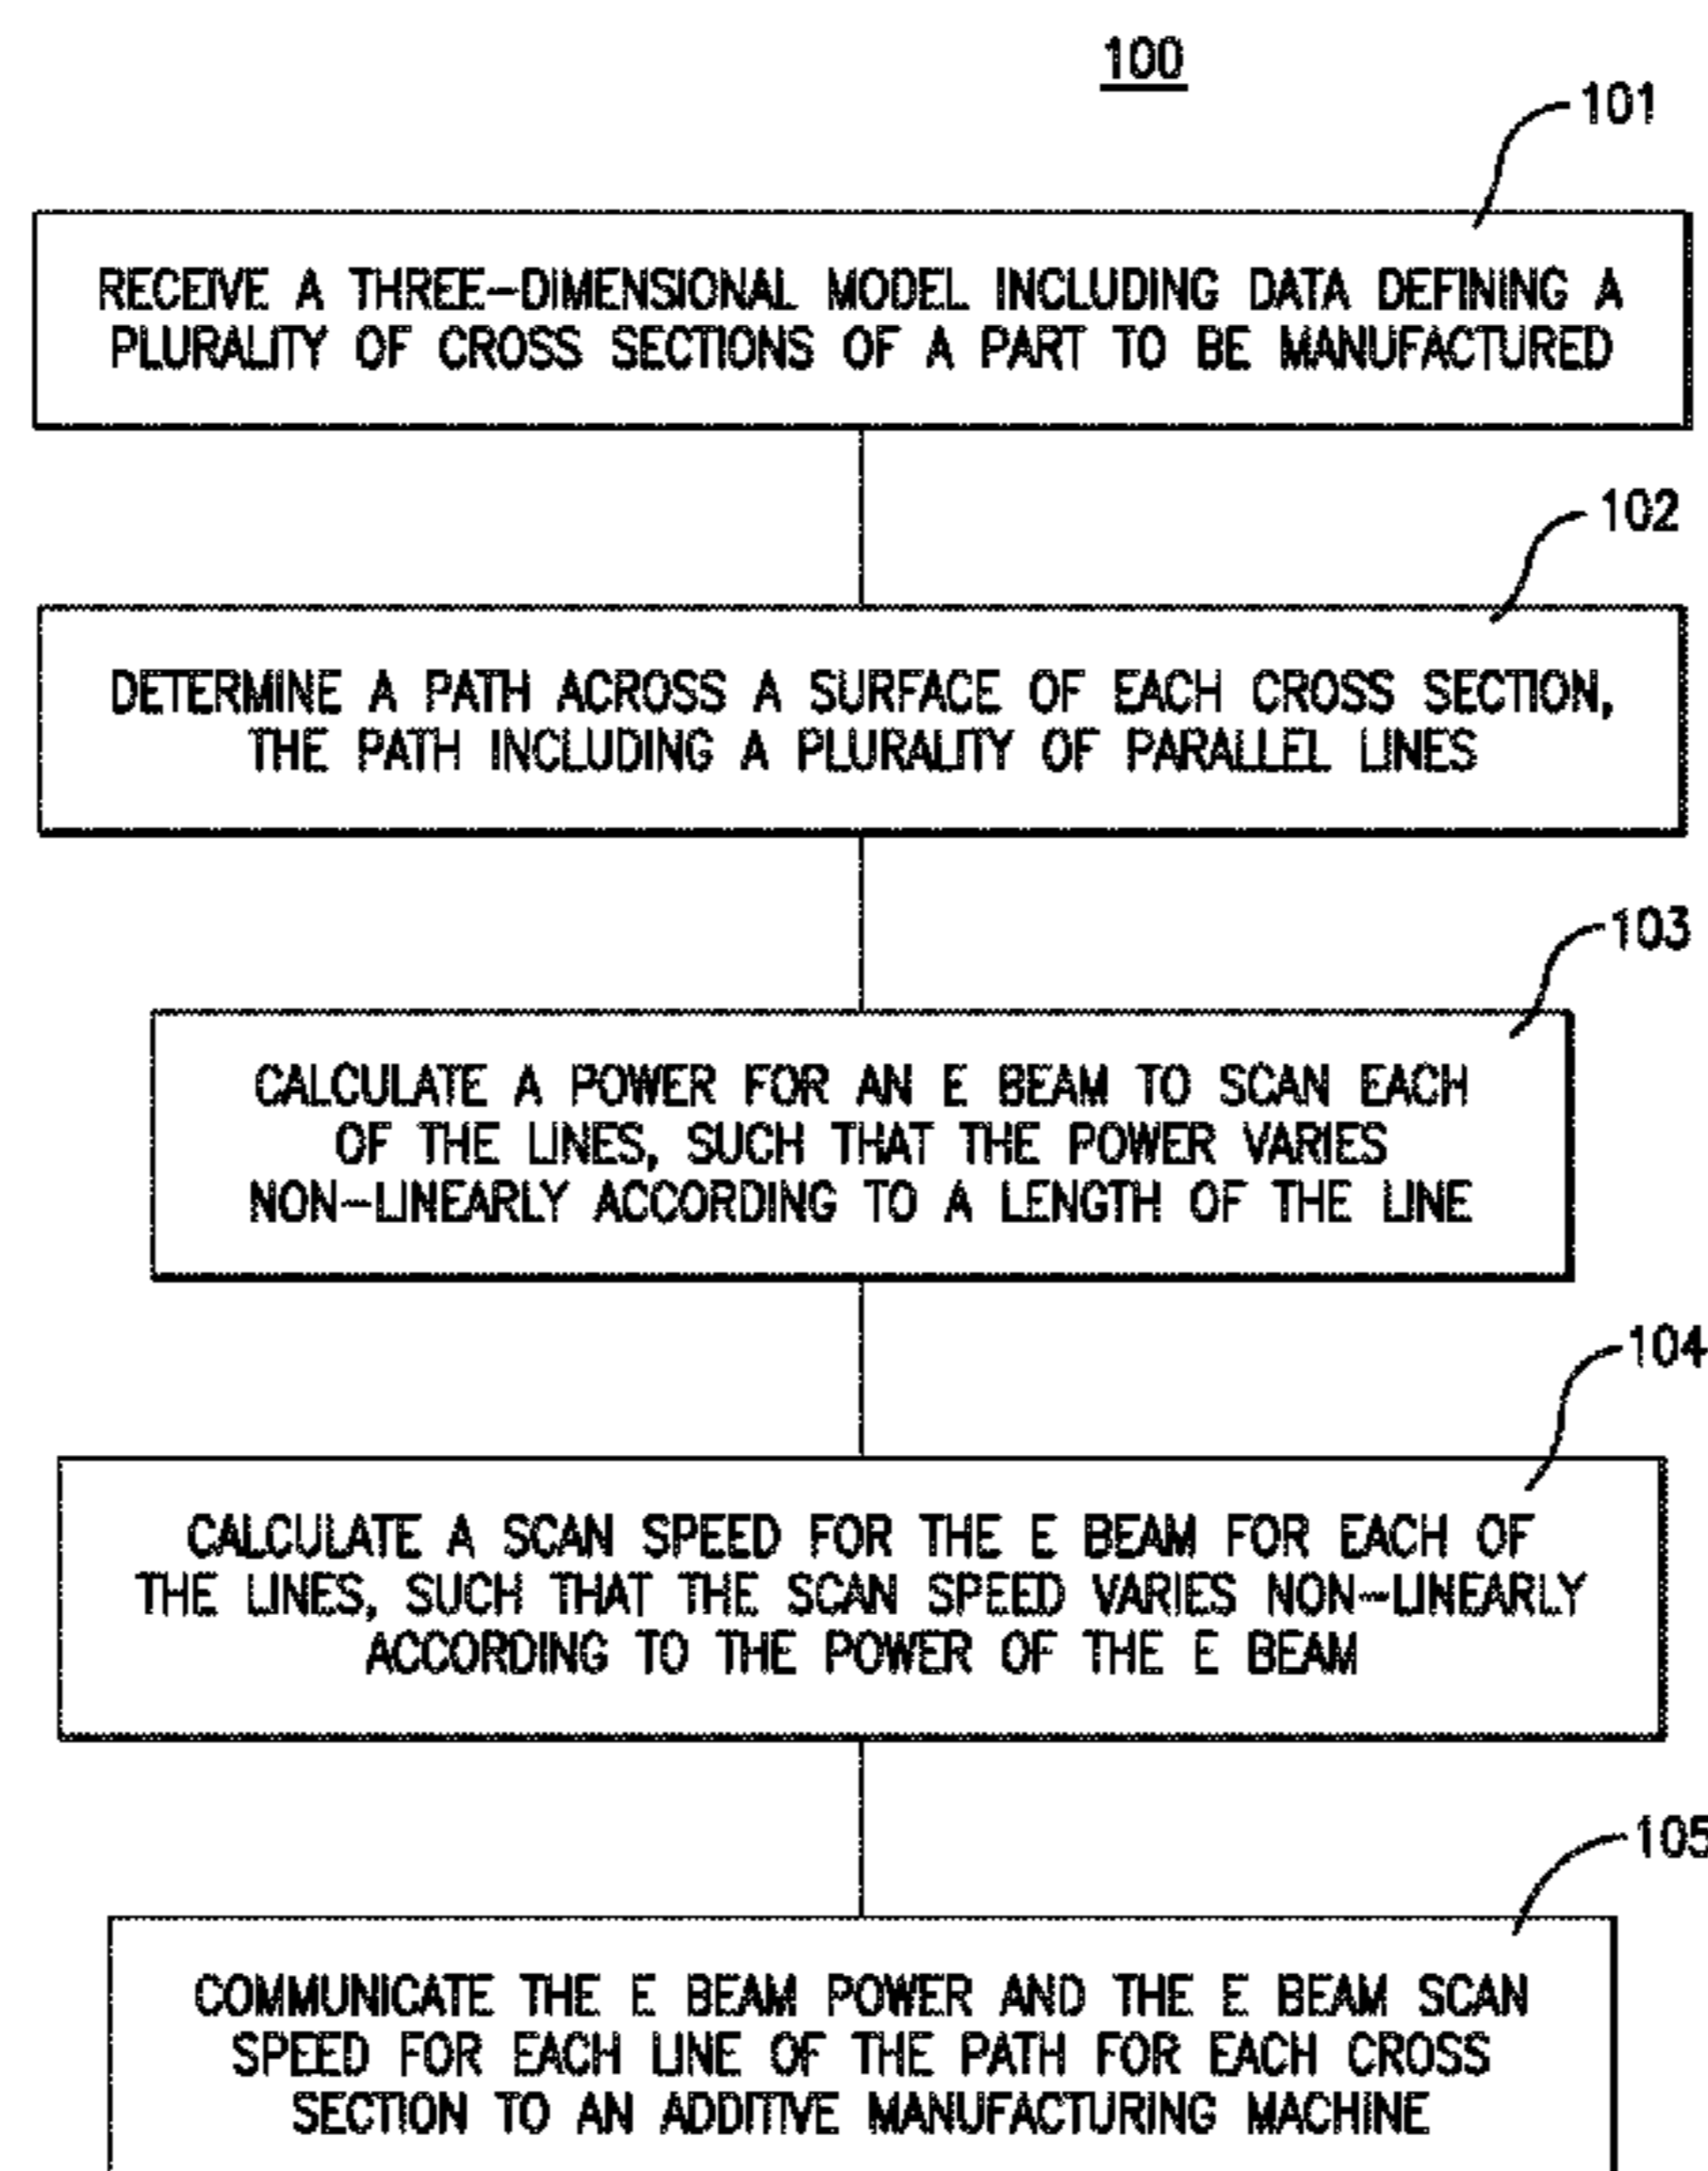 100
101
RECEIVE A THREE-DIMENSIONAL MODEL INCLUDING DATA DEFINING A
PLURALITY OF CROSS SECTIONS OF A PART TO BE MANUFACTURED
102
DETERMINE A PATH ACROSS A SURFACE OF EACH CROSS SECTION,
THE PATH INCLUDING A PLURALITY OF PARALLEL LINES
103
CALCULATE A POWER FOR AN E BEAM TO SCAN EACH
OF THE LINES, SUCH THAT THE POWER VARIES
NON-LINEARLY ACCORDING TO A LENGTH OF THE LINE
104
CALCULATE A SCAN SPEED FOR THE E BEAM FOR EACH OF
THE LINES, SUCH THAT THE SCAN SPEED VARIES NON-LINEARLY
ACCORDING TO THE POWER OF THE E BEAM
105
COMMUNICATE THE E BEAM POWER AND THE E BEAM SCAN
SPEED FOR EACH LINE OF THE PATH FOR EACH CROSS
SECTION TO AN ADDITIVE MANUFACTURING MACHINE